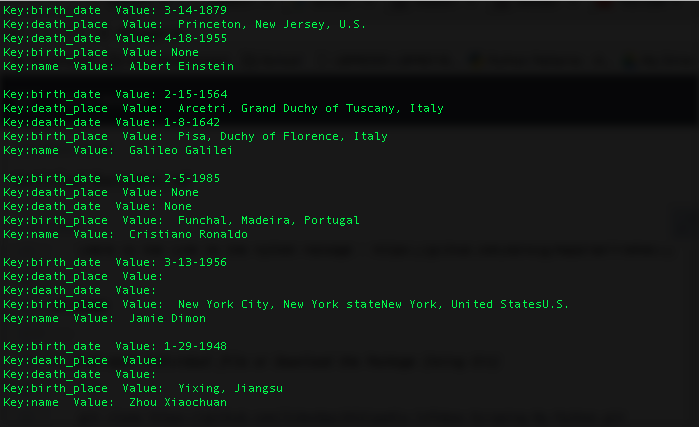 Key:birth_date  Value: 3-14-1879
Key:death_place  Value:  Princeton, New Jersey, U.S.
Key:death_date  Value: 4-18-1955
Key:birth_place  Value: None
Key:name  Value:  Albert Einstein

Key:birth_date  Value: 2-15-1564
Key:death_place  Value:  Arcetri, Grand Duchy of Tuscany, Italy
Key:death_date  Value: 1-8-1642
Key:birth_place  Value:  Pisa, Duchy of Florence, Italy
Key:name  Value:  Galileo Galilei

Key:birth_date  Value: 2-5-1985
Key:death_place  Value: None
Key:death_date  Value: None
Key:birth_place  Value:  Funchal, Madeira, Portugal
Key:name  Value:  Cristiano Ronaldo

Key:birth_date  Value: 3-13-1956
Key:death_place  Value:
Key:death_date  Value:
Key:birth_place  Value:  New York City, New York stateNew York, United StatesU.S.
Key:name  Value:  Jamie Dimon

Key:birth_date  Value: 1-29-1948
Key:death_place  Value:
Key:death_date  Value:
Key:birth_place  Value:  Yixing, Jiangsu
Key:name  Value:  Zhou Xiaochuan